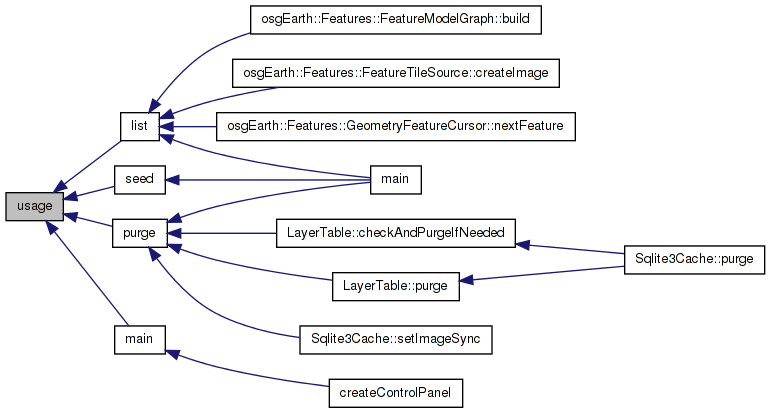 osgEarth::Features::FeatureModelGraph::build
osgEarth::Features::FeatureTileSource::createImage
list
osgEarth::Features::GeometryFeatureCursor::nextFeature
seed
main
usage
purge
LayerTable::checkAndPurgeIfNeeded
Sqlite3Cache::purge
LayerTable::purge
main
Sqlite3Cache::setImageSync
createControlPanel